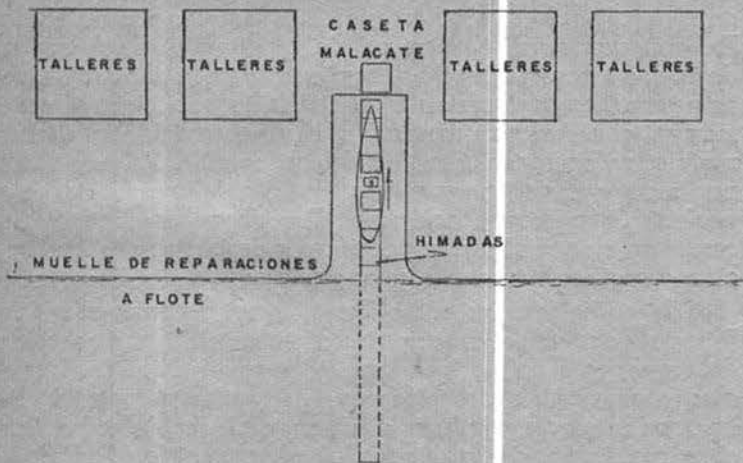 CASETA
MALACATE
TALLERES
TALLERES
TALLERES
TALLERES
HIMADAS
MUELLE DE REPARACIONES
A FLOTE